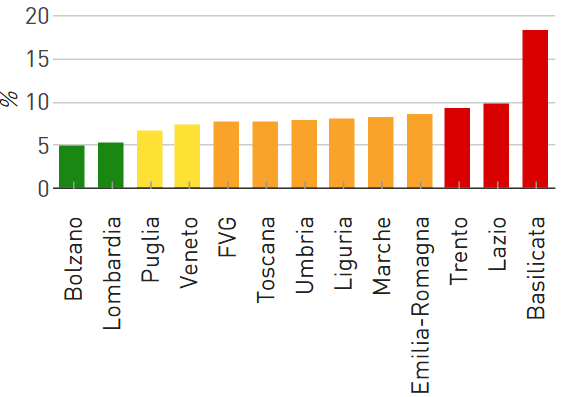 20
15
%
10
5
0
Bolzano
Lombardia
Puglia
Veneto
FVG
Toscana
Umbria
Liguria
Marche
Emilia-Romagna
Trento
Lazio
Basilicata